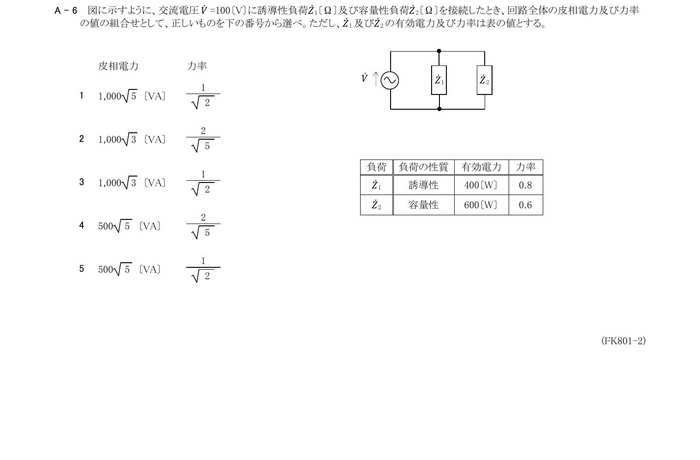 A - 6 図に示すように、交流電圧V̇ =100〔V〕に誘導性負荷Ż₁〔Ω〕及び容量性負荷Ż₂〔Ω〕を接続したとき、回路全体の皮相電力及び力率
の値の組合せとして、正しいものを下の番号から選べ。ただし、Ż₁及びŻ₂の有効電力及び力率は表の値とする。
皮相電力 力率
1 1,000√5 〔VA〕 1/√2
2 1,000√3 〔VA〕 2/√5
3 1,000√3 〔VA〕 1/√2
4 500√5 〔VA〕 2/√5
5 500√5 〔VA〕 1/√2
V̇ Ż₁ Ż₂
負荷 負荷の性質 有効電力 力率
Ż₁ 誘導性 400〔W〕 0.8
Ż₂ 容量性 600〔W〕 0.6
(FK801-2)